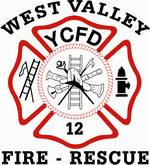 WEST VALLEY
YCFD
12
FIRE - RESCUE